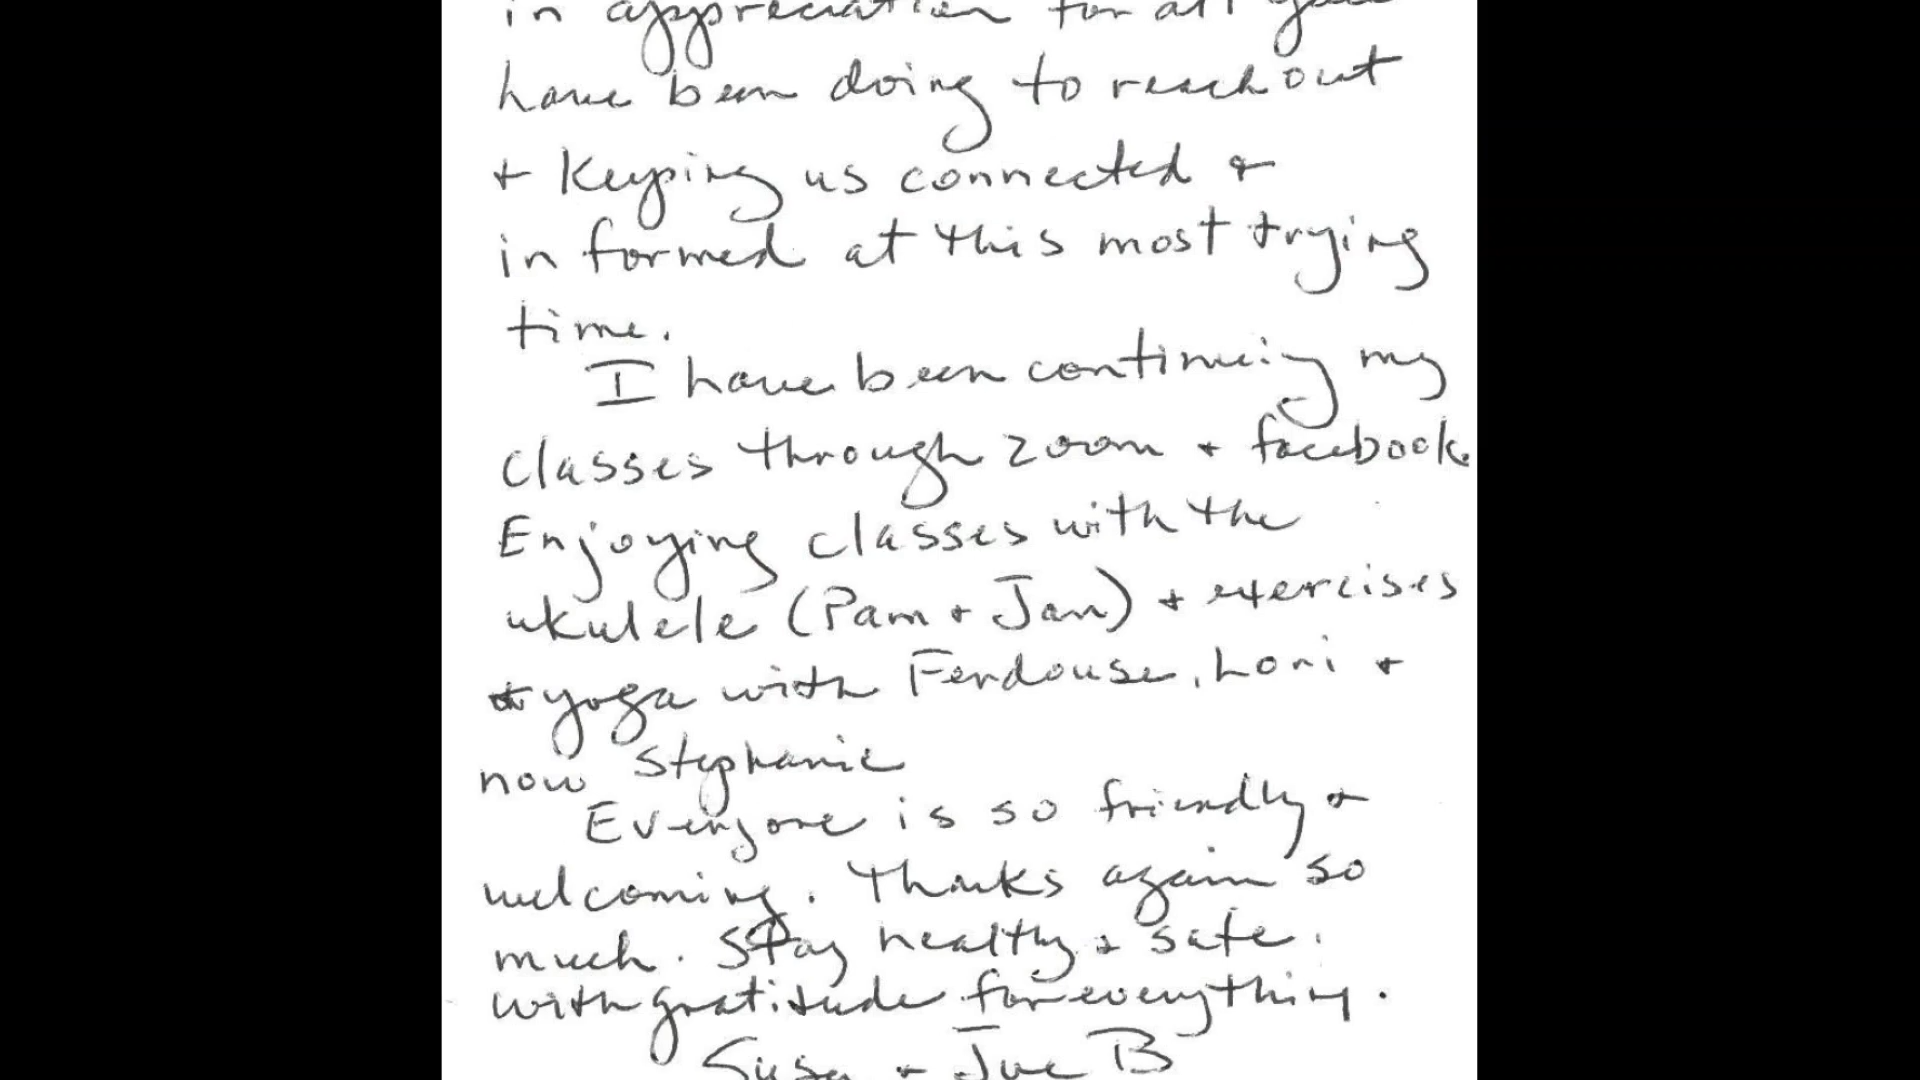 in appreciation for all you
have been doing to reach out
+ Keeping us connected +
informed at this most trying
time.
I have been continuing my
classes through zoom + facebook.
Enjoying classes with the
ukulele (Pam + Jan) + exercises
+ yoga with Ferdouse, Lori +
now Stephanie
Everyone is so friendly +
welcoming. Thanks again so
much. Stay healthy + safe.
with gratitude for everything.
+ Joe B